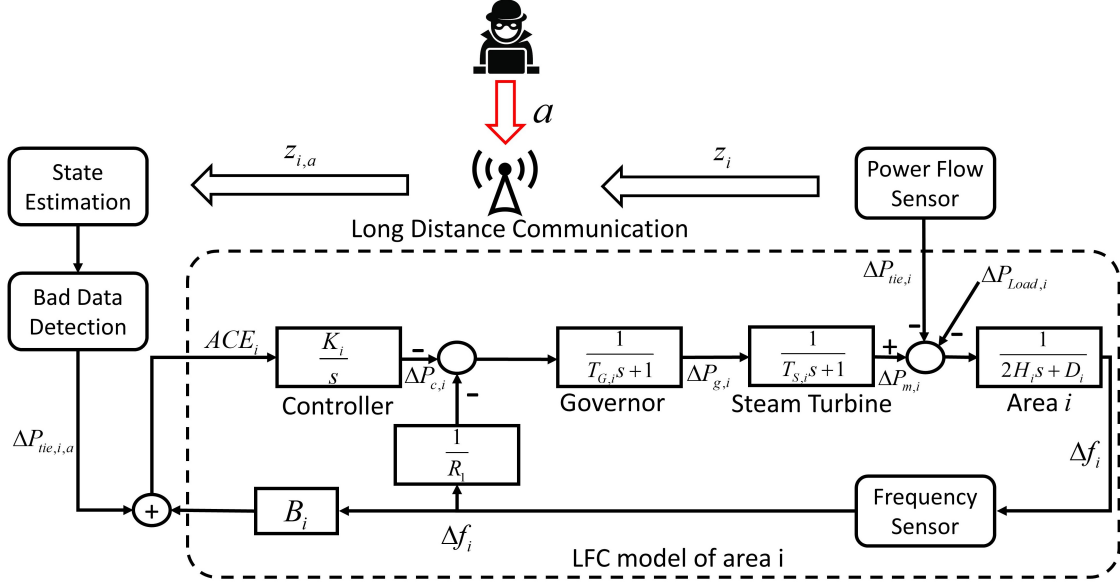 a
z_{i,a}
z_i
State
Estimation
Power Flow
Sensor
Long Distance Communication
Bad Data
Detection
ΔP_{tie,i}
ΔP_{Load,i}
-
-
ACE_i
K_i
s
-
ΔP_{c,i}
Controller
-
1
T_{G,i}s+1
Governor
ΔP_{g,i}
1
T_{S,i}s+1
Steam Turbine
+
ΔP_{m,i}
1
2H_i s+D_i
Area i
1
R_1
ΔP_{tie,i,a}
Δf_i
+
B_i
Δf_i
Frequency
Sensor
LFC model of area i